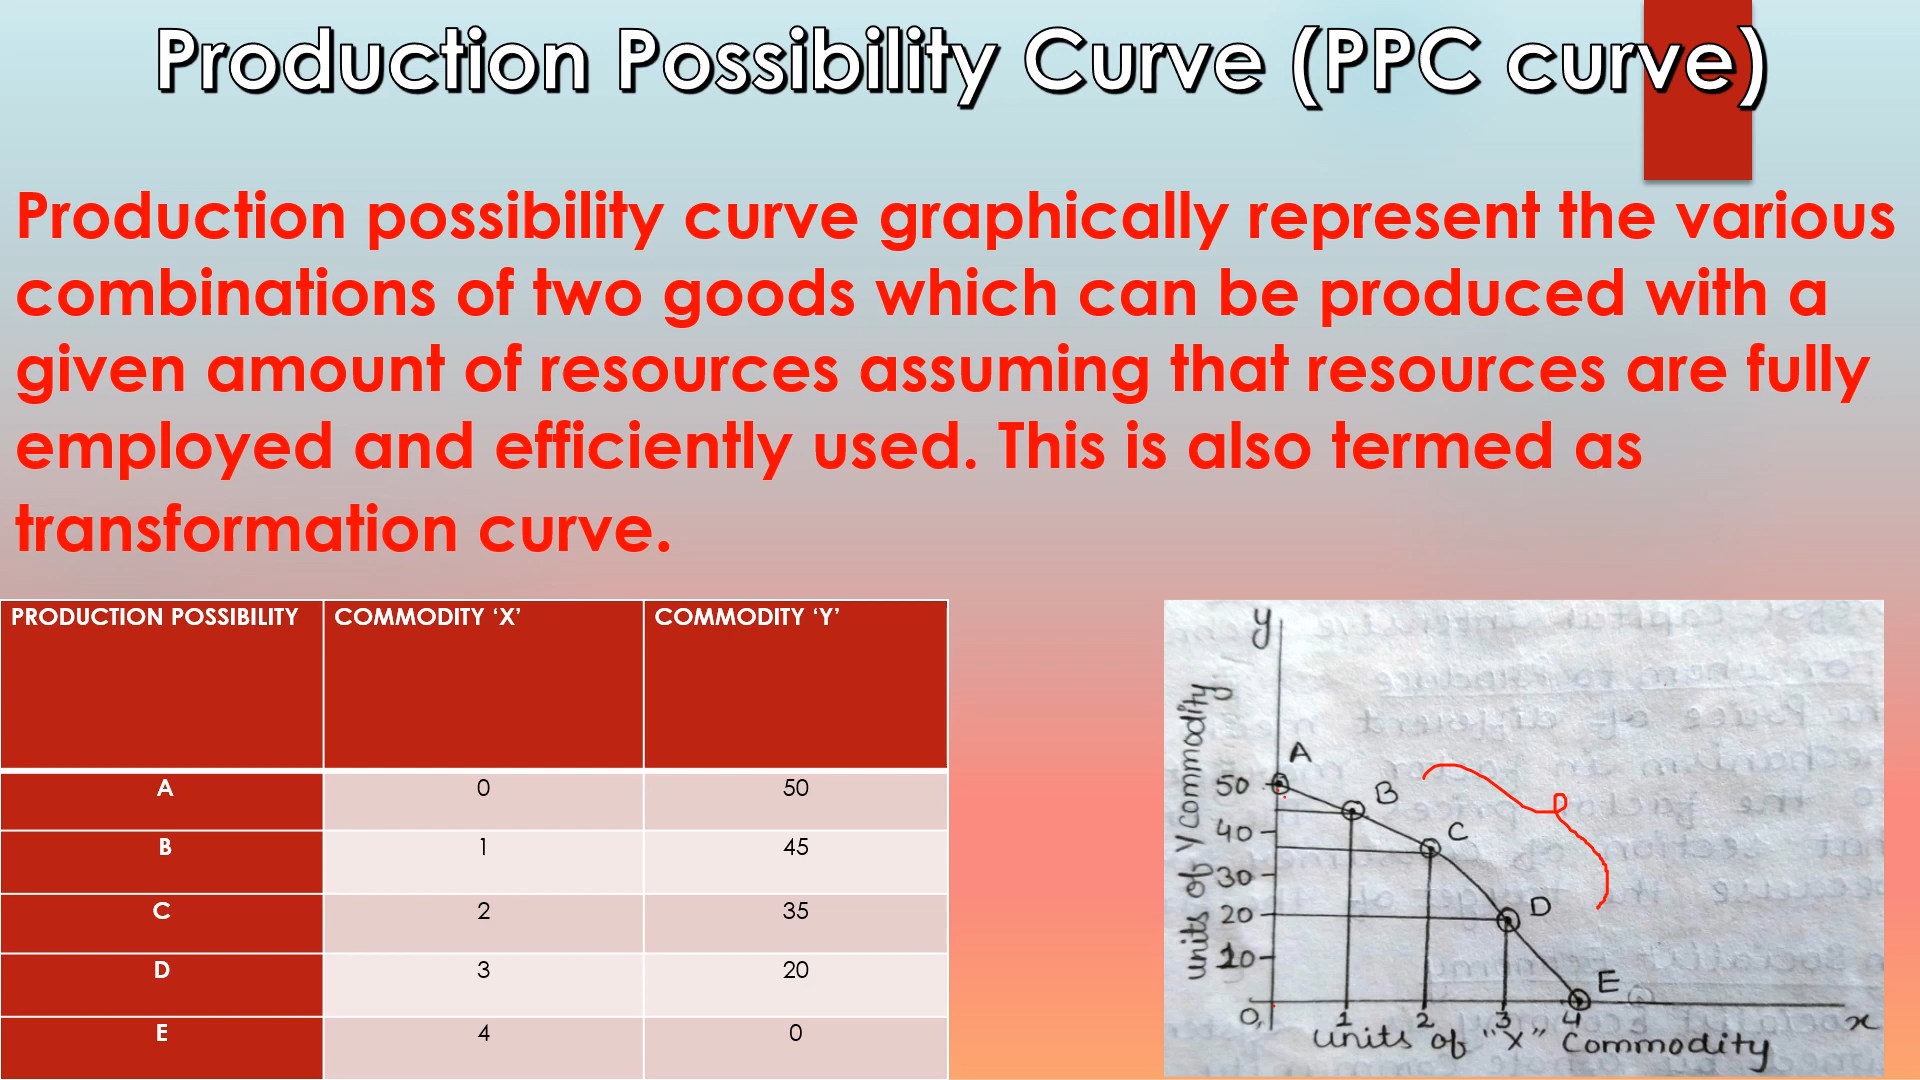 Production Possibility Curve (PPC curve)
Production possibility curve graphically represent the various
combinations of two goods which can be produced with a
given amount of resources assuming that resources are fully
employed and efficiently used. This is also termed as
transformation curve.
PRODUCTION POSSIBILITY COMMODITY ‘X’ COMMODITY ‘Y’
A 0 50
B 1 45
C 2 35
D 3 20
E 4 0
y
units of Y commodity
A
50
B
40
C
30
20
D
10
E
0
1 2 3 4
x
units of "X" Commodity